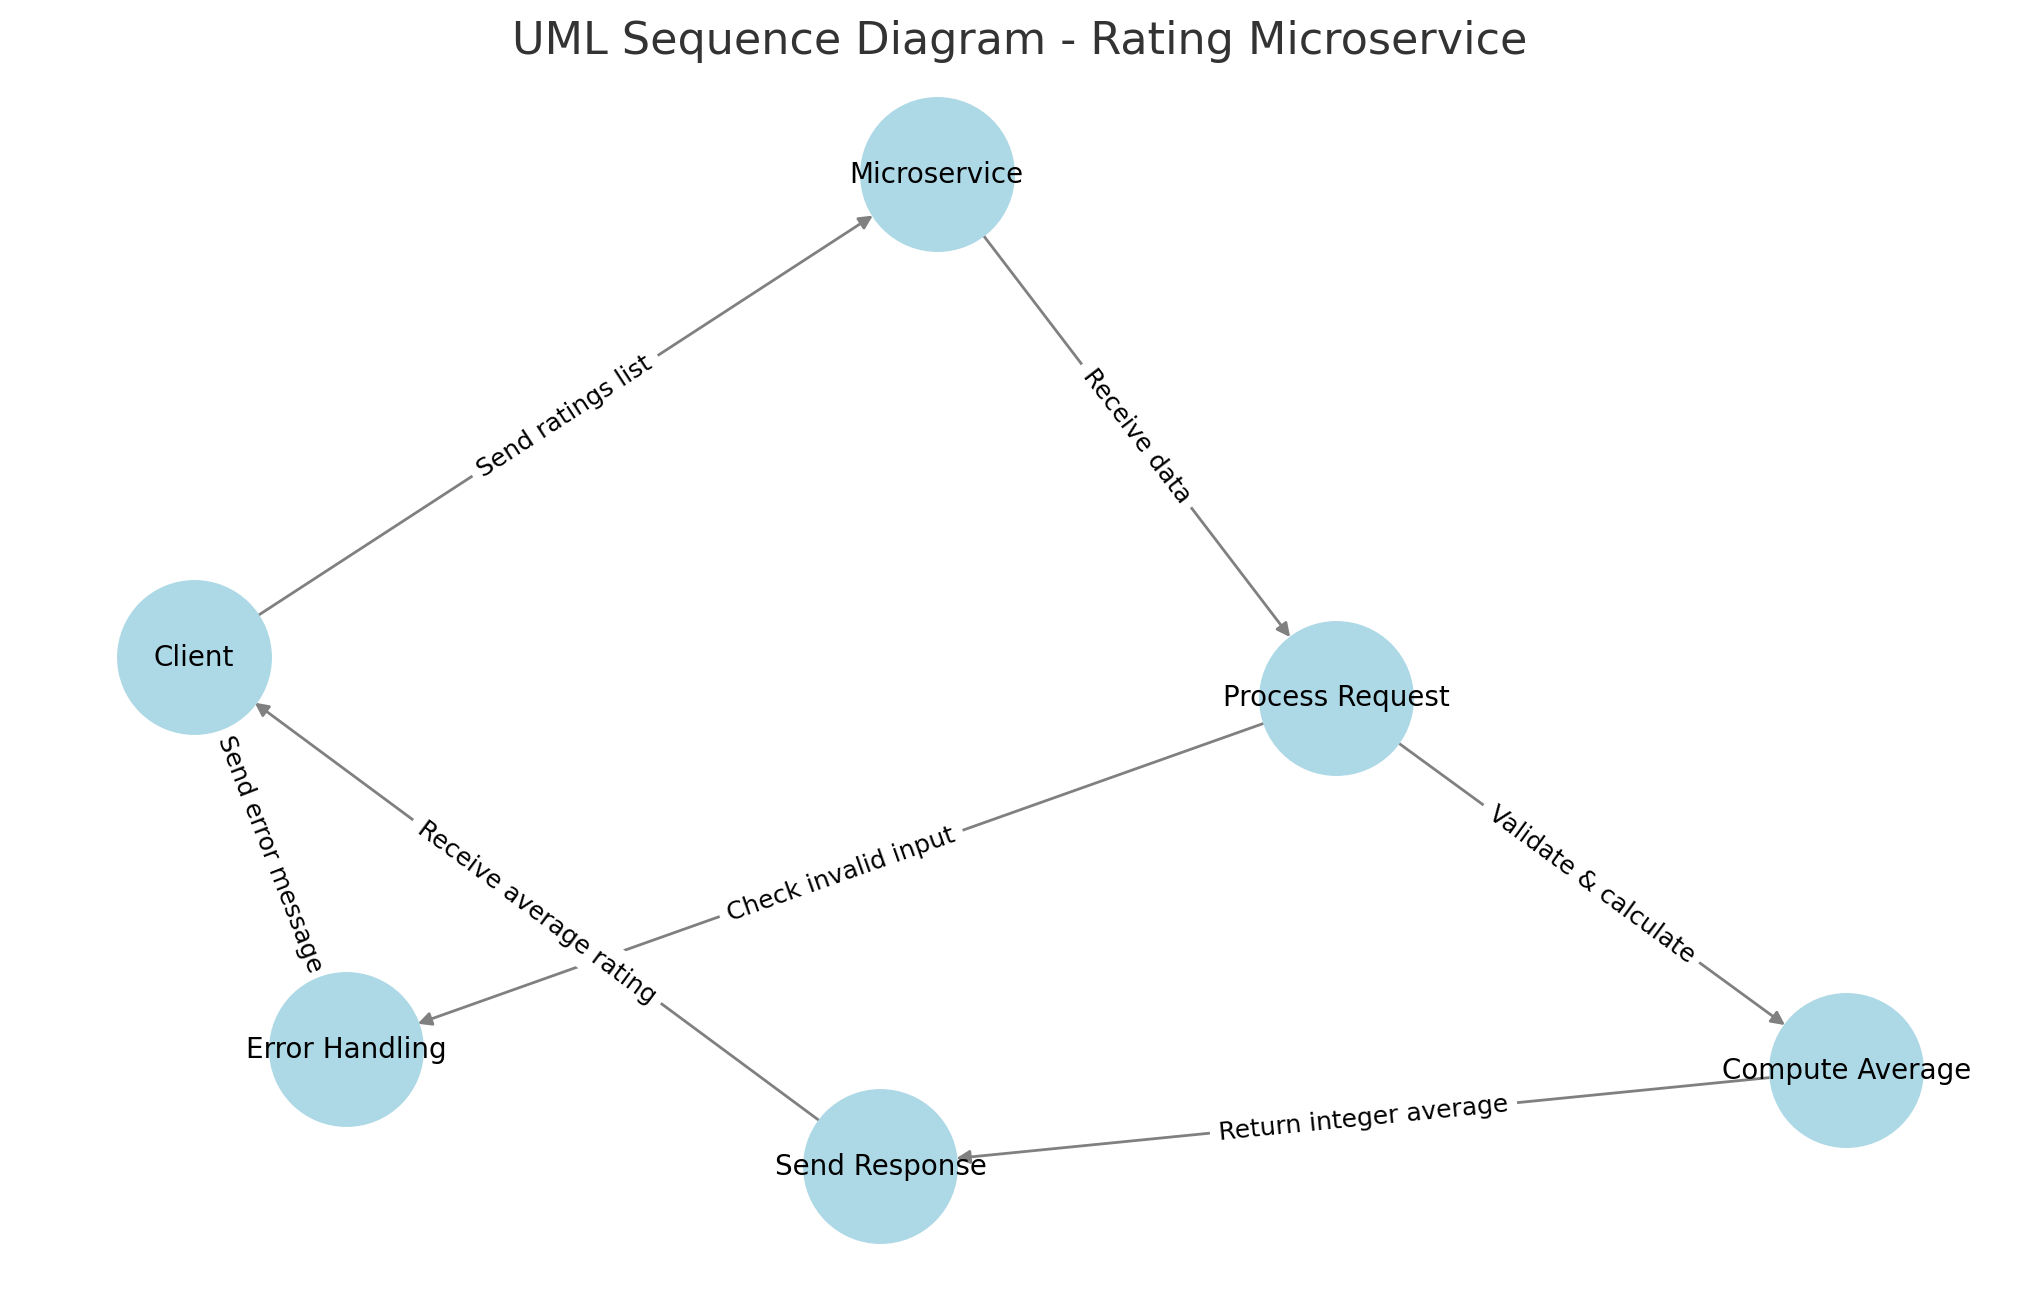 UML Sequence Diagram - Rating Microservice
Microservice
Send ratings list
Receive data
Client
Process Request
Send error message
Receive average rating
Check invalid input
Validate & calculate
Error Handling
Compute Average
Return integer average
Send Response